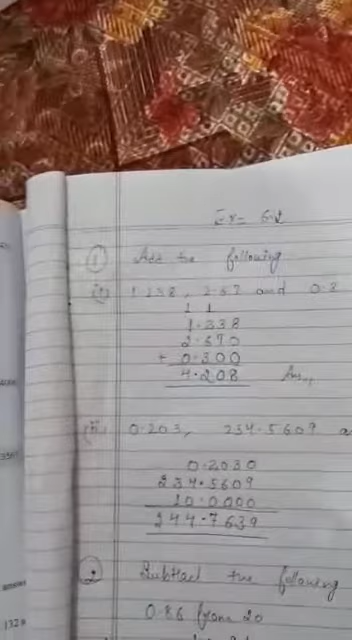 Ex= 6.2
① Add the following
(i) 1.338, 2.57 and 0.3
1 1
1.338
2.570
+ 0.300
4.208 Ans..
(ii) 0.203, 234.5609
0.2030
234.5609
10.0000
244.7639
② Subtract the following
0.86 from 20